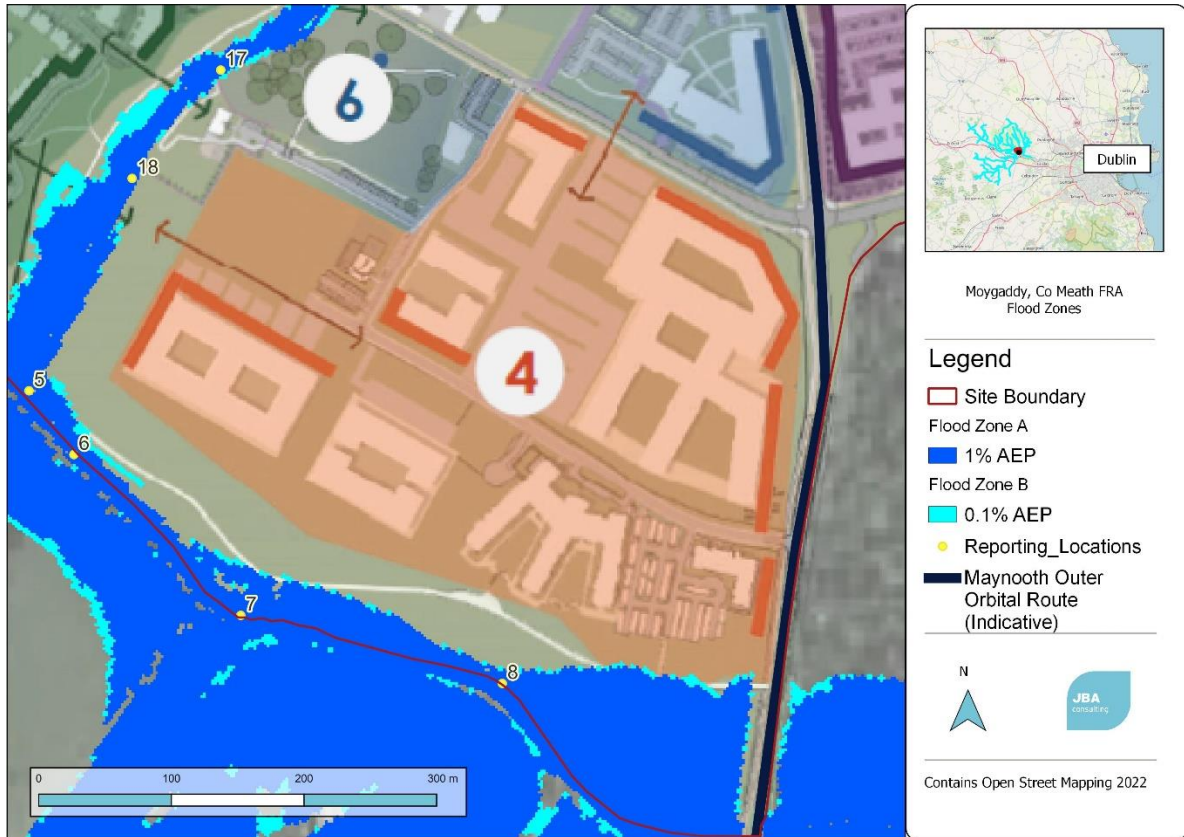 17
6
18
4
5
6
7
8
0 100 200 300 m
Dublin
Moygaddy, Co Meath FRA
Flood Zones
Legend
Site Boundary
Flood Zone A
1% AEP
Flood Zone B
0.1% AEP
Reporting_Locations
Maynooth Outer
Orbital Route
(Indicative)
N
JBA
consulting
Contains Open Street Mapping 2022